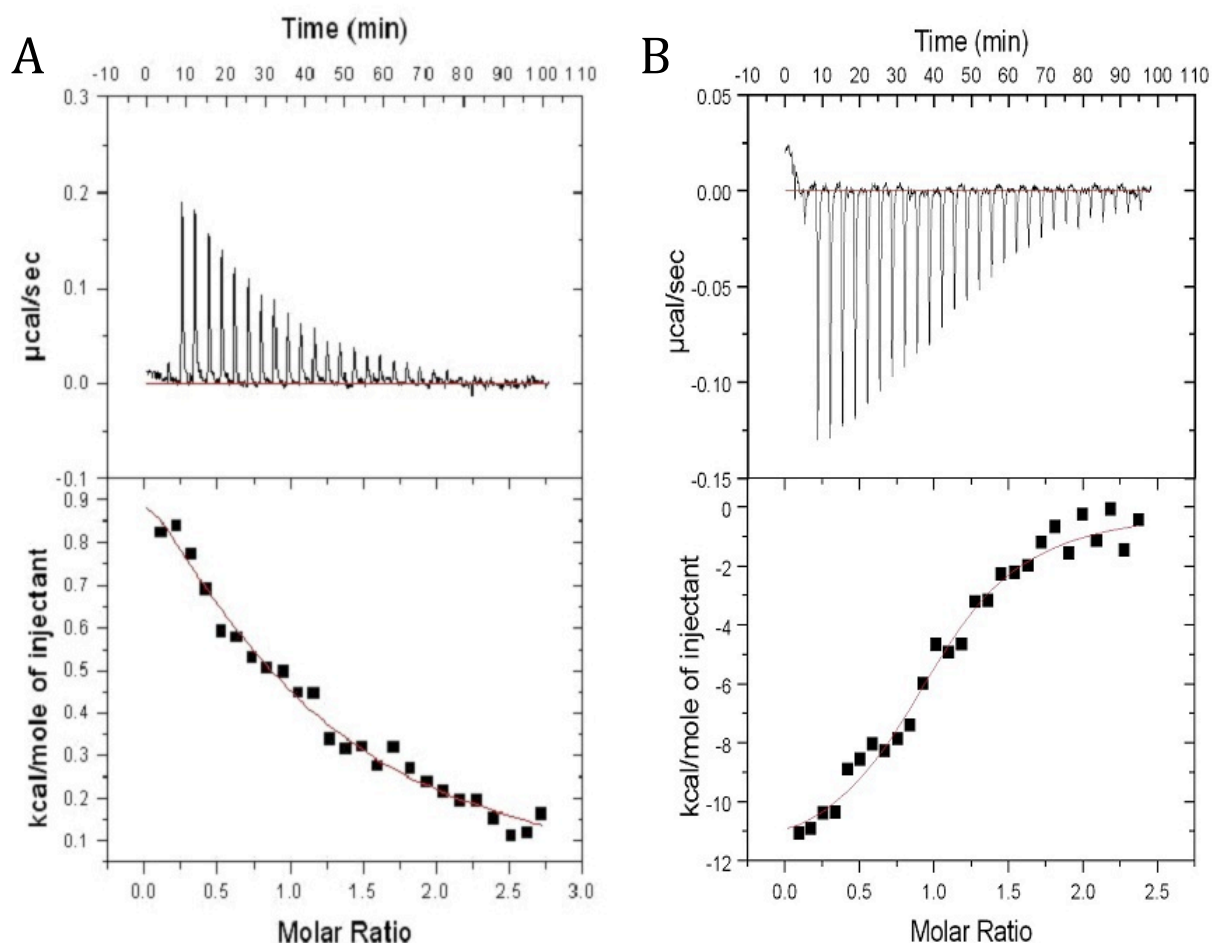 A
Time (min)
-10 0 10 20 30 40 50 60 70 80 90 100 110
0.3
0.2
0.1
0.0
-0.1
µcal/sec
0.9
0.8
0.7
0.6
0.5
0.4
0.3
0.2
0.1
kcal/mole of injectant
0.0 0.5 1.0 1.5 2.0 2.5 3.0
Molar Ratio
B
Time (min)
-10 0 10 20 30 40 50 60 70 80 90 100 110
0.05
0.00
-0.05
-0.10
-0.15
µcal/sec
0
-2
-4
-6
-8
-10
-12
kcal/mole of injectant
0.0 0.5 1.0 1.5 2.0 2.5
Molar Ratio